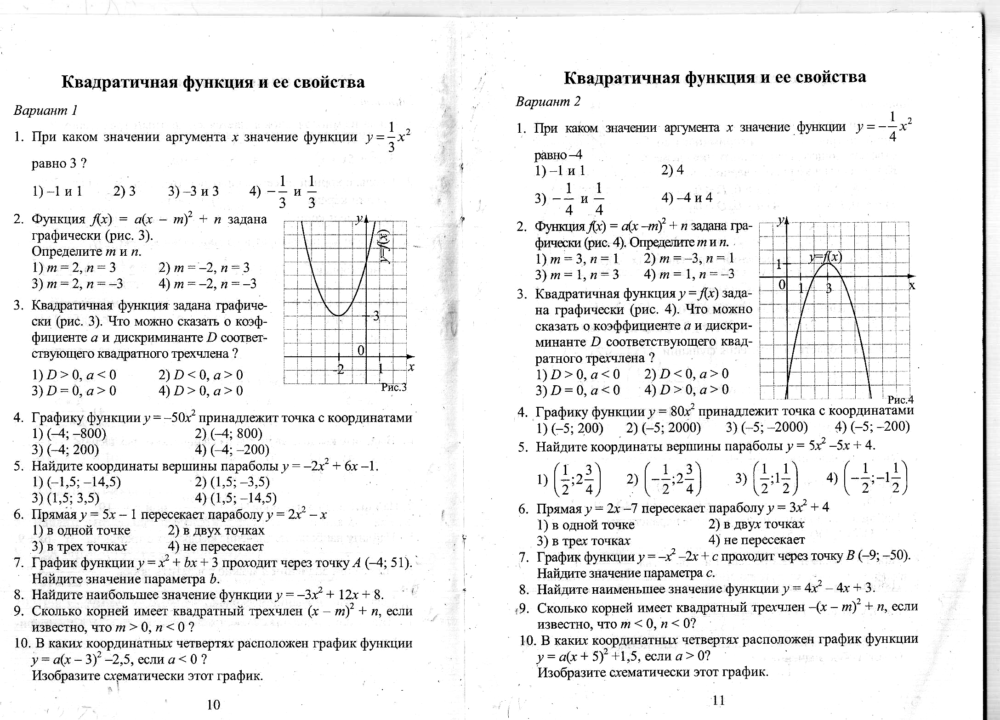 Квадратичная функция и ее свойства
Вариант 1
1. При каком значении аргумента x значение функции y = 1/3 x²
равно 3 ?
1) –1 и 1 2) 3 3) –3 и 3 4) –1/3 и 1/3
2. Функция f(x) = a(x – m)² + n задана
графически (рис. 3).
Определите m и n.
1) m = 2, n = 3 2) m = –2, n = 3
3) m = 2, n = –3 4) m = –2, n = –3
3. Квадратичная функция задана графиче-
ски (рис. 3). Что можно сказать о коэф-
фициенте a и дискриминанте D соответ-
ствующего квадратного трехчлена ?
1) D > 0, a < 0 2) D < 0, a > 0
3) D = 0, a > 0 4) D > 0, a > 0
y
y=f(x)
3
0
-2 1 x
Рис.3
4. Графику функции y = –50x² принадлежит точка с координатами
1) (–4; –800) 2) (–4; 800)
3) (–4; 200) 4) (–4; –200)
5. Найдите координаты вершины параболы y = –2x² + 6x –1.
1) (–1,5; –14,5) 2) (1,5; –3,5)
3) (1,5; 3,5) 4) (1,5; –14,5)
6. Прямая y = 5x – 1 пересекает параболу y = 2x² – x
1) в одной точке 2) в двух точках
3) в трех точках 4) не пересекает
7. График функции y = x² + bx + 3 проходит через точку A (–4; 51).
Найдите значение параметра b.
8. Найдите наибольшее значение функции y = –3x² + 12x + 8.
9. Сколько корней имеет квадратный трехчлен (x – m)² + n, если
известно, что m > 0, n < 0 ?
10. В каких координатных четвертях расположен график функции
y = a(x – 3)² –2,5, если a < 0 ?
Изобразите схематически этот график.
10
Квадратичная функция и ее свойства
Вариант 2
1. При каком значении аргумента x значение функции y = –1/4 x²
равно –4
1) –1 и 1 2) 4
3) –1/4 и 1/4 4) –4 и 4
2. Функция f(x) = a(x –m)² + n задана гра-
фически (рис. 4). Определите m и n.
1) m = 3, n = 1 2) m = –3, n = 1
3) m = 1, n = 3 4) m = 1, n = –3
3. Квадратичная функция y = f(x) зада-
на графически (рис. 4). Что можно
сказать о коэффициенте a и дискри-
минанте D соответствующего квад-
ратного трехчлена ?
1) D > 0, a < 0 2) D < 0, a > 0
3) D = 0, a < 0 4) D > 0, a > 0
y
y=f(x)
1
0 1 3 x
Рис.4
4. Графику функции y = 80x² принадлежит точка с координатами
1) (–5; 200) 2) (–5; 2000) 3) (–5; –2000) 4) (–5; –200)
5. Найдите координаты вершины параболы y = 5x² –5x + 4.
1) (1/2; 2 3/4) 2) (–1/2; 2 3/4) 3) (1/2; 1 1/2) 4) (–1/2; –1 1/2)
6. Прямая y = 2x –7 пересекает параболу y = 3x² + 4
1) в одной точке 2) в двух точках
3) в трех точках 4) не пересекает
7. График функции y = –x² –2x + c проходит через точку B (–9; –50).
Найдите значение параметра c.
8. Найдите наименьшее значение функции y = 4x² – 4x + 3.
9. Сколько корней имеет квадратный трехчлен –(x – m)² + n, если
известно, что m < 0, n < 0?
10. В каких координатных четвертях расположен график функции
y = a(x + 5)² +1,5, если a > 0?
Изобразите схематически этот график.
11